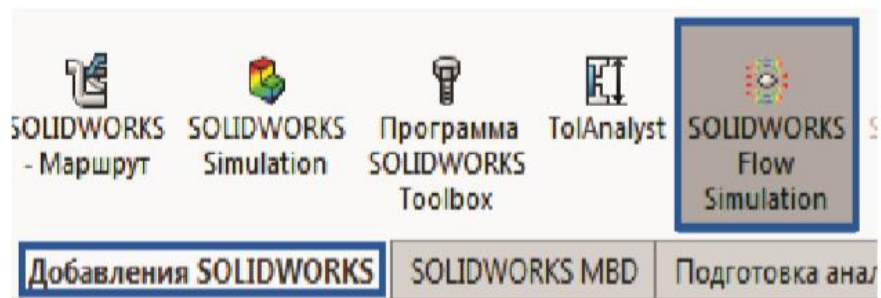 SOLIDWORKS - Маршрут
SOLIDWORKS Simulation
Программа SOLIDWORKS Toolbox
TolAnalyst
SOLIDWORKS Flow Simulation
Добавления SOLIDWORKS
SOLIDWORKS MBD
Подготовка ана